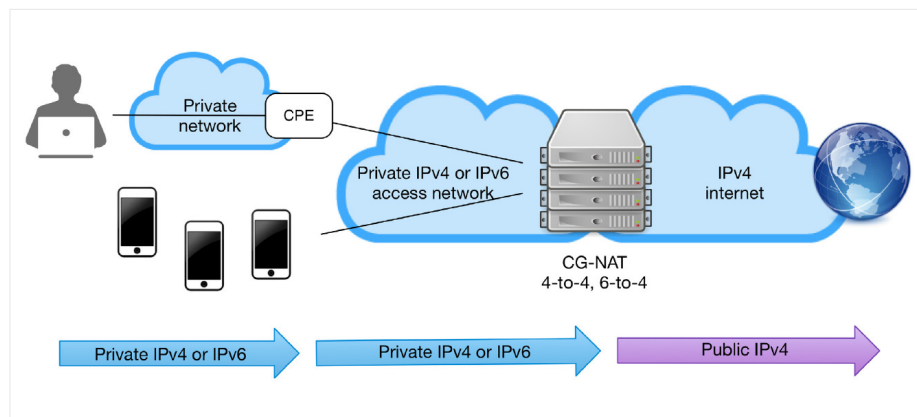 Private
network
CPE
Private IPv4 or IPv6
access network
IPv4
internet
CG-NAT
4-to-4, 6-to-4
Private IPv4 or IPv6
Private IPv4 or IPv6
Public IPv4